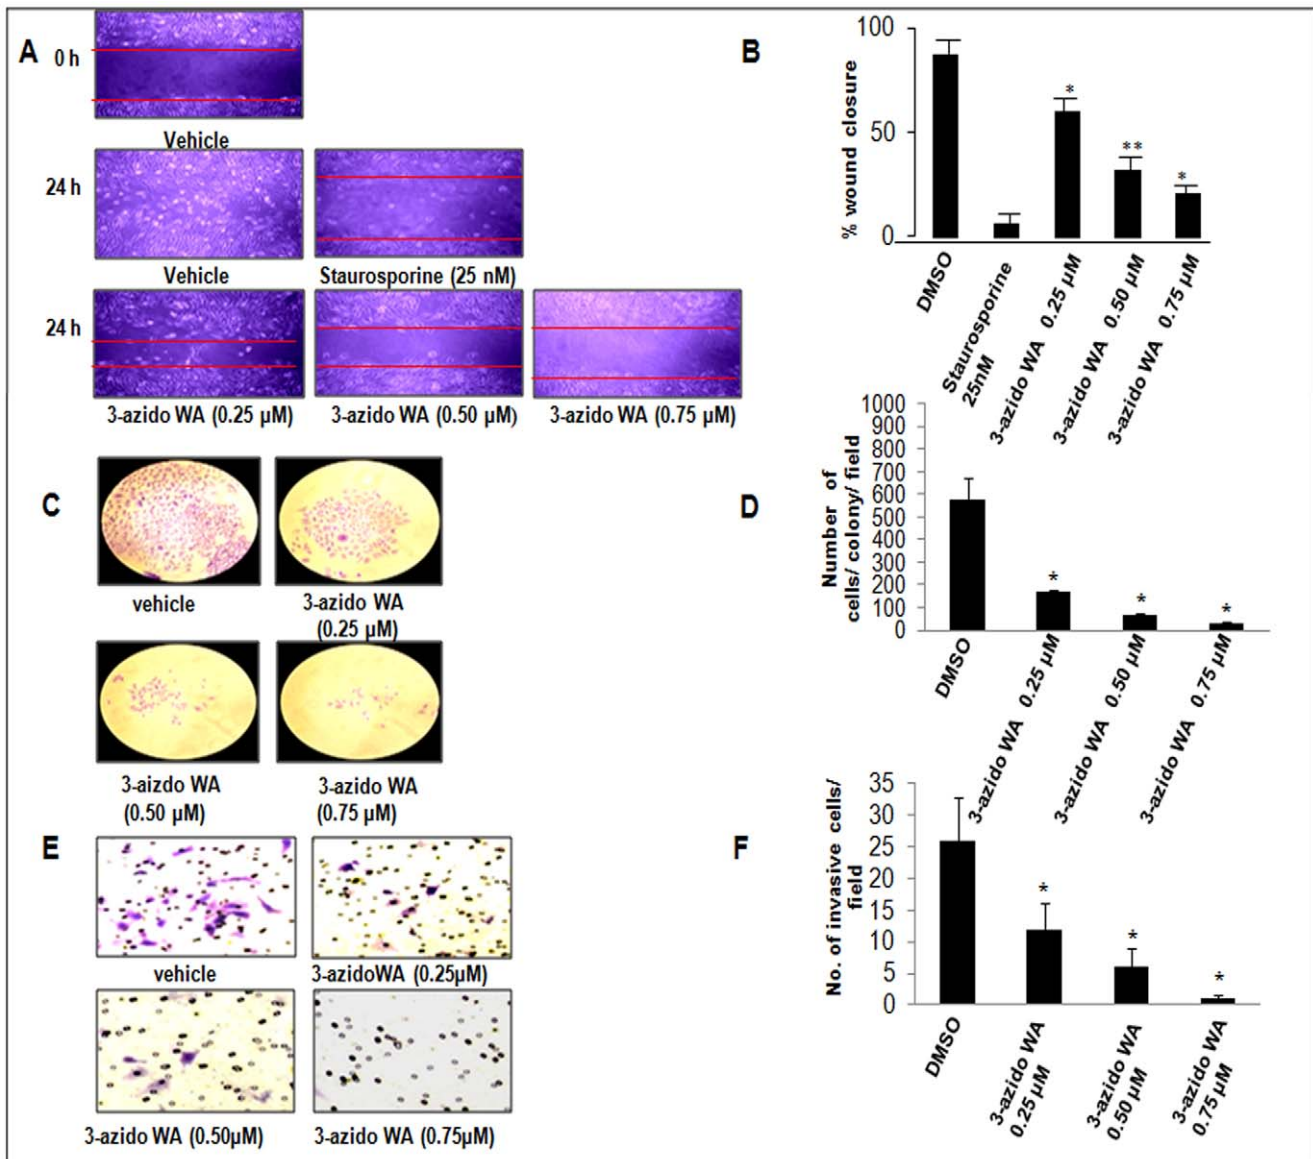 A
0 h
Vehicle
24 h
Vehicle
Staurosporine (25 nM)
24 h
3-azido WA (0.25 µM)
3-azido WA (0.50 µM)
3-azido WA (0.75 µM)
B
% wound closure
100
50
0
DMSO
Staurosporine
25nM
3-azido WA 0.25 µM
3-azido WA 0.50 µM
3-azido WA 0.75 µM
*
**
*
C
vehicle
3-azido WA
(0.25 µM)
3-aizdo WA
(0.50 µM)
3-azido WA
(0.75 µM)
D
Number of
cells/ colony/ field
1000
900
800
700
600
500
400
300
200
100
0
*
*
*
DMSO
3-azido WA 0.25 µM
3-azido WA 0.50 µM
3-azido WA 0.75 µM
E
vehicle
3-azidoWA (0.25µM)
3-azido WA (0.50µM)
3-azido WA (0.75µM)
F
No. of invasive cells/
field
35
30
25
20
15
10
5
0
*
*
*
DMSO
3-azido WA
0.25 µM
3-azido WA
0.50 µM
3-azido WA
0.75 µM